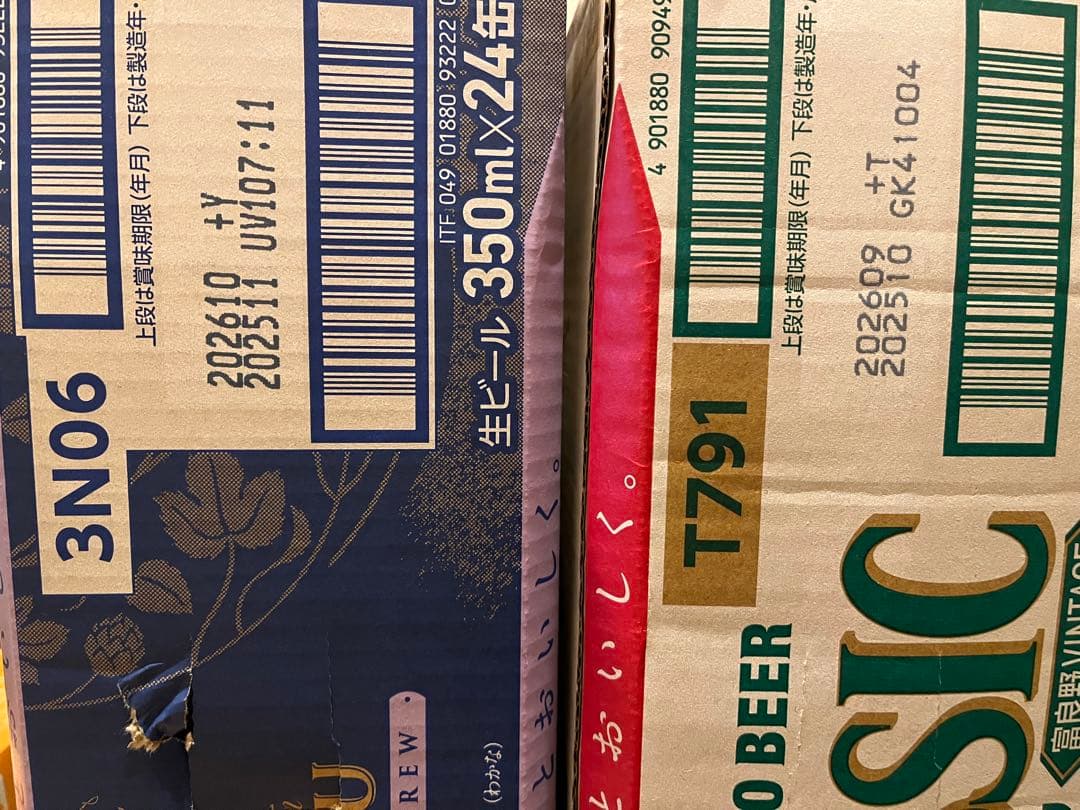 3N06
上段は賞味期限(年月) 下段は製造年・
202610 +Y
202511 UV107:11
ITF:049 01880 93222
生ビール 350ml×24缶
とおいしく。
REW
(わかな)
4 901880 9094
T791
上段は賞味期限(年月) 下段は製造年・
202609 +T
202510 GK41004
とおいしく。
O BEER
SIC
富良野VINTAGE